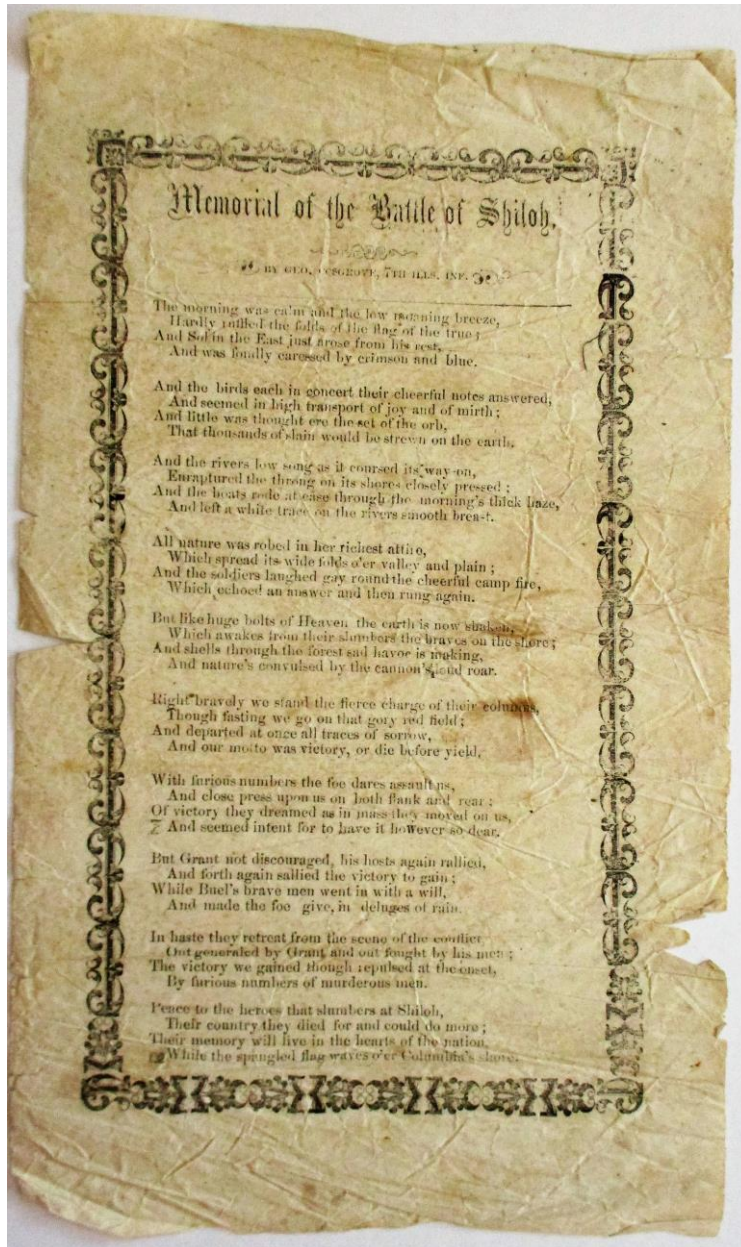 Memorial of the Battle of Shiloh.
BY GEO. COSGROVE, 7TH ILLS. INF.
The morning was calm and the low moaning breeze,
Hardly ruffled the folds of the flag of the true;
And Sol in the East just arose from his rest,
And was fondly caressed by crimson and blue.
And the birds each in concert their cheerful notes answered,
And seemed in high transport of joy and of mirth;
And little was thought ere the set of the orb,
That thousands of slain would be strewn on the earth.
And the rivers low song as it coursed its way on,
Enraptured the throng on its shores closely pressed;
And the boats rode at ease through the morning's thick haze,
And left a white trace on the rivers smooth breast.
All nature was robed in her richest attire,
Which spread its wide folds o'er valley and plain;
And the soldiers laughed gay round the cheerful camp fire,
Which echoed an answer and then rung again.
But like huge bolts of Heaven the earth is now shaken,
Which awakes from their slumbers the braves on the shore;
And shells through the forest sad havoc is making,
And nature's convulsed by the cannon's loud roar.
Right bravely we stand the fierce charge of their columns,
Though fasting we go on that gory red field;
And departed at once all traces of sorrow,
And our motto was victory, or die before yield.
With furious numbers the foe dares assault us,
And close press upon us on both flank and rear;
Of victory they dreamed as in mass they moved on us,
And seemed intent for to have it however so dear.
But Grant not discouraged, his hosts again rallied,
And forth again sallied the victory to gain;
While Buel's brave men went in with a will,
And made the foe give, in deluges of rain.
In haste they retreat from the scene of the conflict
Out generaled by Grant and out fought by his men;
The victory we gained though repulsed at the onset,
By furious numbers of murderous men.
Peace to the heroes that slumbers at Shiloh,
Their country they died for and could do more;
Their memory will live in the hearts of the nation,
While the spengled flag waves o'er Columbia's shore.